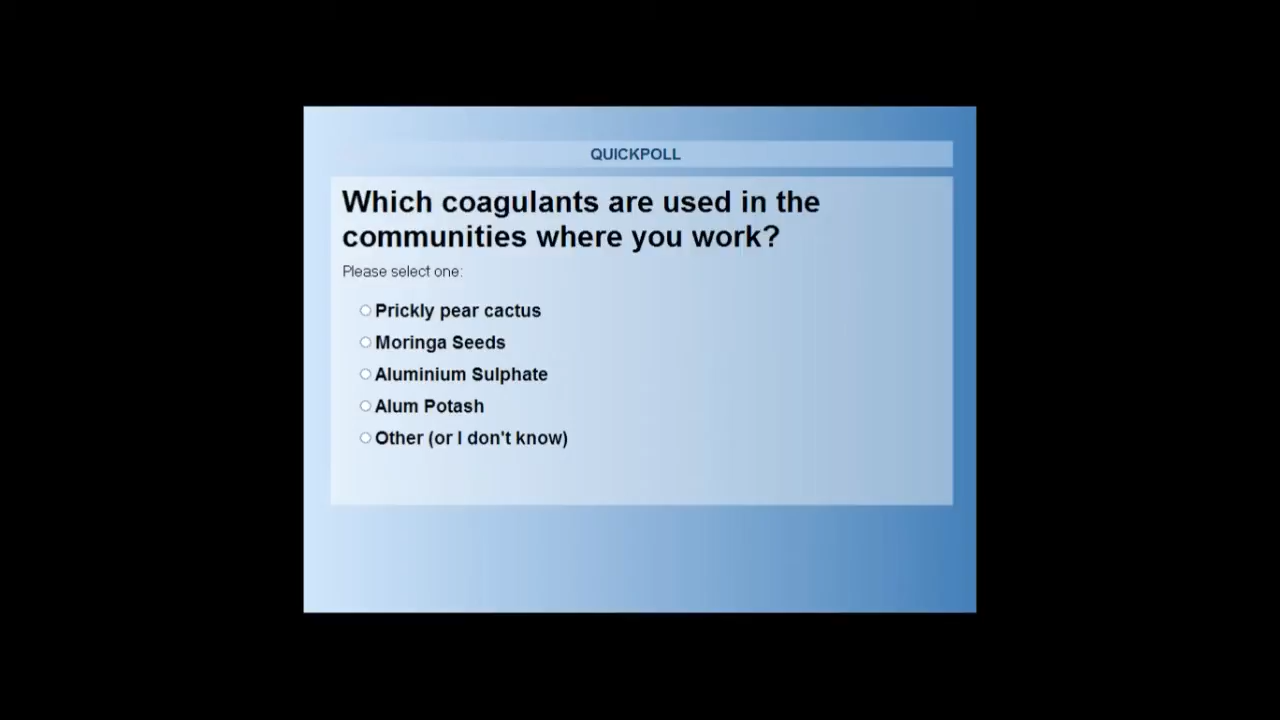 QUICKPOLL
Which coagulants are used in the
communities where you work?
Please select one:
Prickly pear cactus
Moringa Seeds
Aluminium Sulphate
Alum Potash
Other (or I don't know)